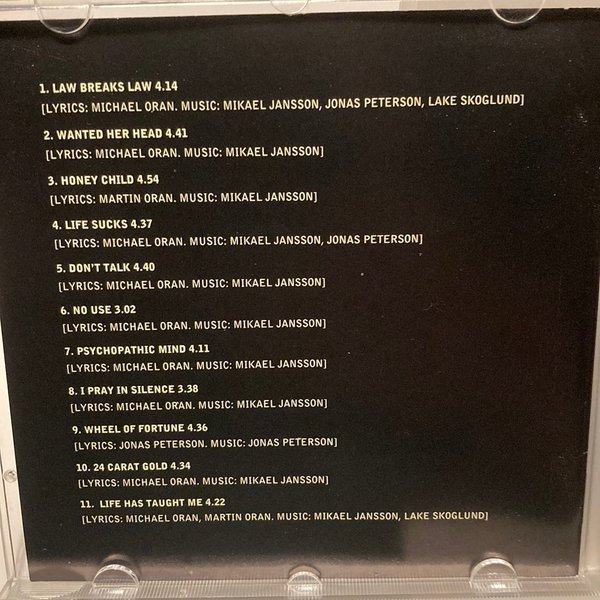 1. LAW BREAKS LAW 4.14
[LYRICS: MICHAEL ORAN. MUSIC: MIKAEL JANSSON, JONAS PETERSON, LAKE SKOGLUND]
2. WANTED HER HEAD 4.41
[LYRICS: MICHAEL ORAN. MUSIC: MIKAEL JANSSON]
3. HONEY CHILD 4.54
[LYRICS: MARTIN ORAN. MUSIC: MIKAEL JANSSON]
4. LIFE SUCKS 4.37
[LYRICS: MICHAEL ORAN. MUSIC: MIKAEL JANSSON, JONAS PETERSON]
5. DON'T TALK 4.40
[LYRICS: MICHAEL ORAN. MUSIC: MIKAEL JANSSON]
6. NO USE 3.02
[LYRICS: MICHAEL ORAN. MUSIC: MIKAEL JANSSON]
7. PSYCHOPATHIC MIND 4.11
[LYRICS: MICHAEL ORAN. MUSIC: MIKAEL JANSSON]
8. I PRAY IN SILENCE 3.38
[LYRICS: MICHAEL ORAN. MUSIC: MIKAEL JANSSON]
9. WHEEL OF FORTUNE 4.36
[LYRICS: JONAS PETERSON. MUSIC: JONAS PETERSON]
10. 24 CARAT GOLD 4.34
[LYRICS: MICHAEL ORAN. MUSIC: MIKAEL JANSSON]
11. LIFE HAS TAUGHT ME 4.22
[LYRICS: MICHAEL ORAN, MARTIN ORAN. MUSIC: MIKAEL JANSSON, LAKE SKOGLUND]